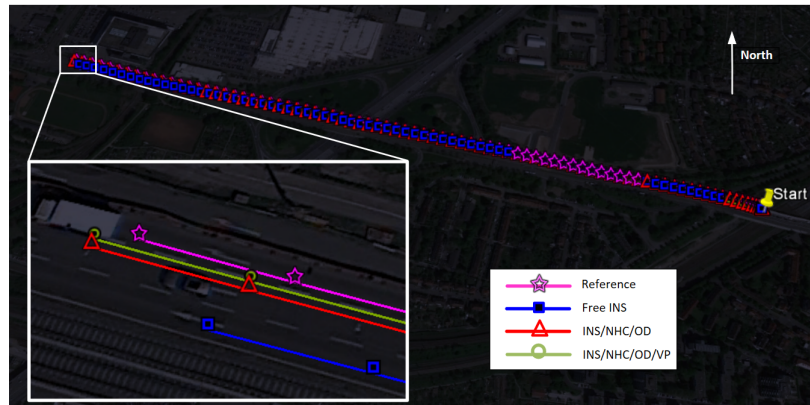 North
Start
Reference
Free INS
INS/NHC/OD
INS/NHC/OD/VP